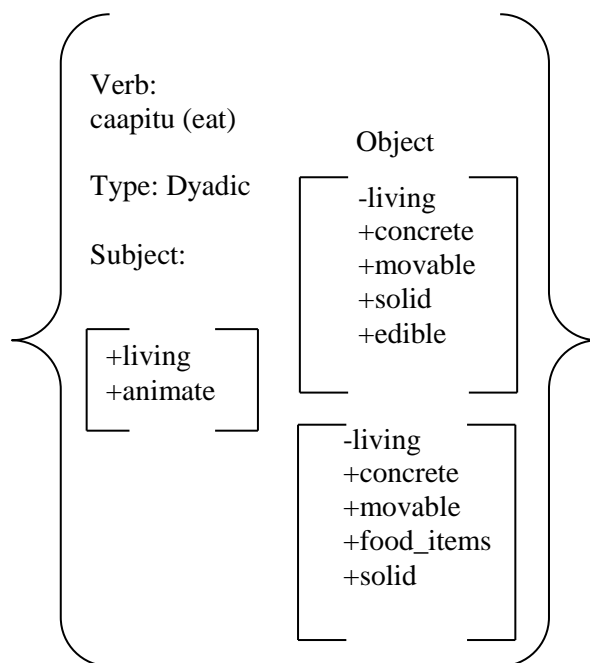 Verb:
caapitu (eat)
Type: Dyadic
Subject:
+living
+animate
Object
-living
+concrete
+movable
+solid
+edible
-living
+concrete
+movable
+food_items
+solid